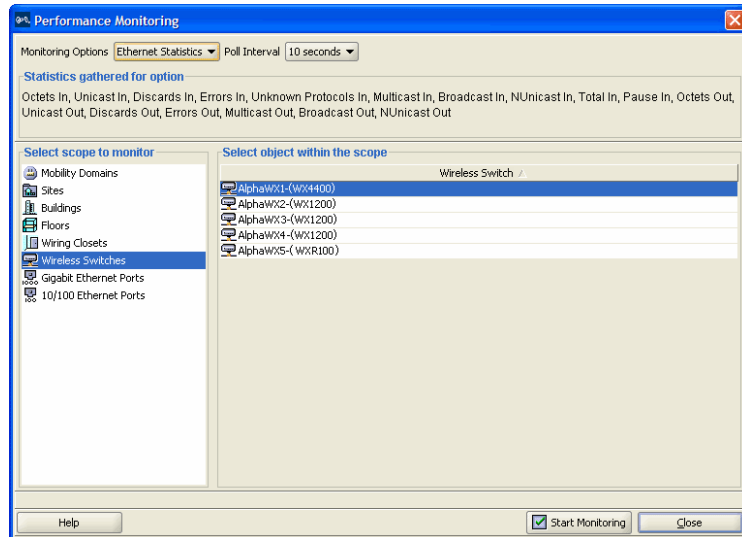 Performance Monitoring
Monitoring Options Ethernet Statistics Poll Interval 10 seconds
Statistics gathered for option
Octets In, Unicast In, Discards In, Errors In, Unknown Protocols In, Multicast In, Broadcast In, NUnicast In, Total In, Pause In, Octets Out,
Unicast Out, Discards Out, Errors Out, Multicast Out, Broadcast Out, NUnicast Out
Select scope to monitor
Mobility Domains
Sites
Buildings
Floors
Wiring Closets
Wireless Switches
Gigabit Ethernet Ports
10/100 Ethernet Ports
Select object within the scope
Wireless Switch
AlphaWX1-(WX4400)
AlphaWX2-(WX1200)
AlphaWX3-(WX1200)
AlphaWX4-(WX1200)
AlphaWX5-( WXR100)
Help
Start Monitoring
Close